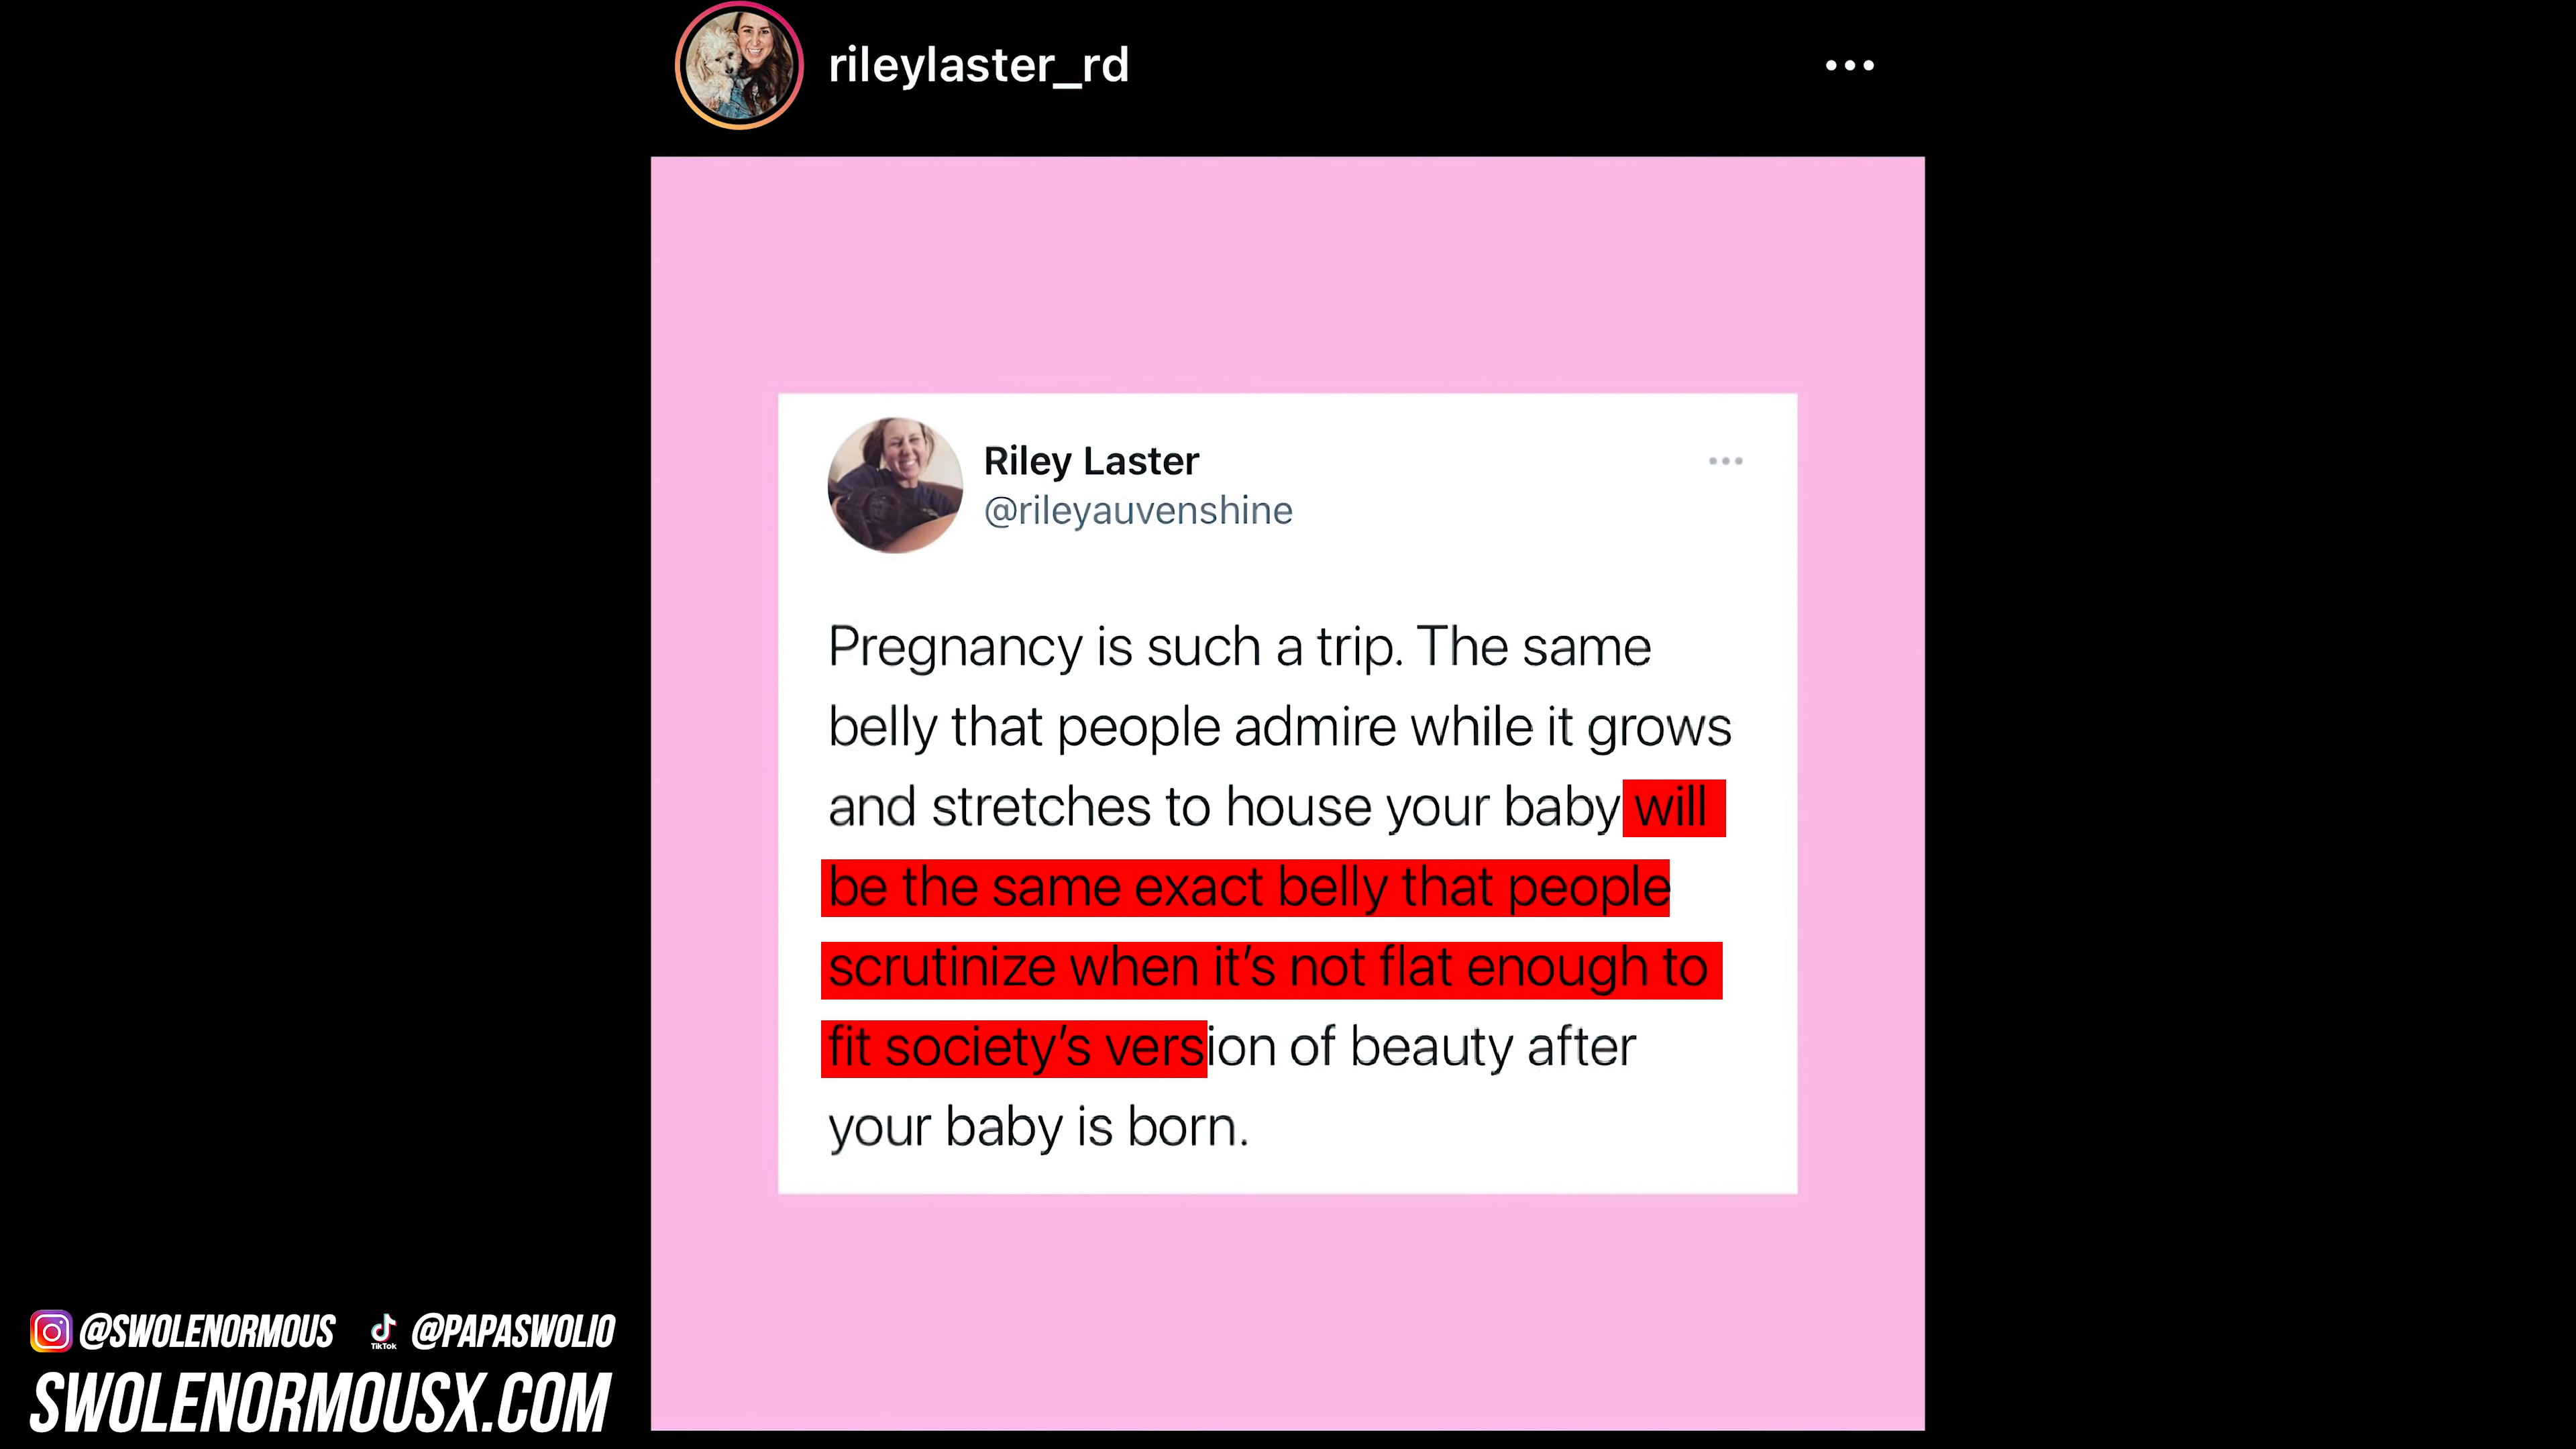 rileylaster_rd
Riley Laster
@rileyauvenshine
Pregnancy is such a trip. The same
belly that people admire while it grows
and stretches to house your baby will
be the same exact belly that people
scrutinize when it's not flat enough to
fit society's version of beauty after
your baby is born.
@SWOLENORMOUS
TikTok
@PAPASWOLIO
SWOLENORMOUSX.COM